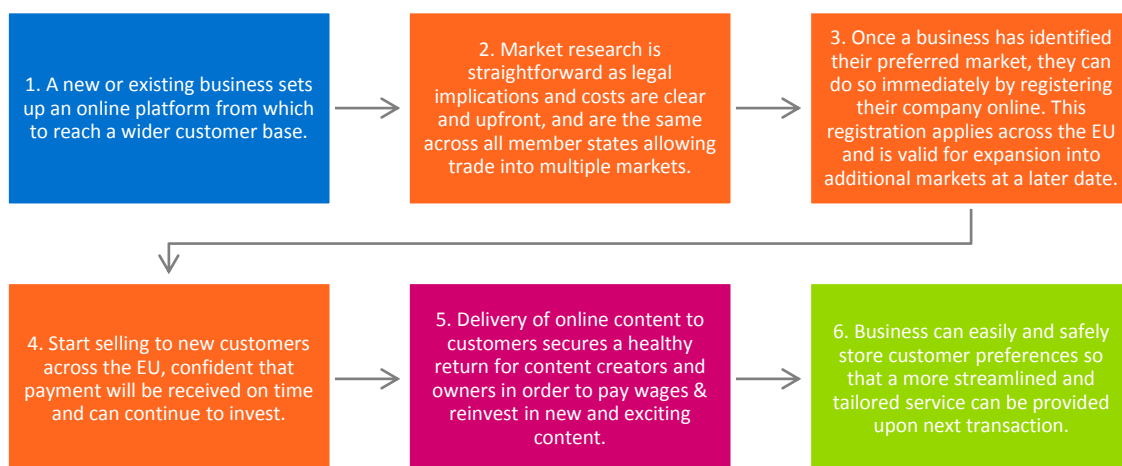 1. A new or existing business sets
up an online platform from which
to reach a wider customer base.
2. Market research is
straightforward as legal
implications and costs are clear
and upfront, and are the same
across all member states allowing
trade into multiple markets.
3. Once a business has identified
their preferred market, they can
do so immediately by registering
their company online. This
registration applies across the EU
and is valid for expansion into
additional markets at a later date.
4. Start selling to new customers
across the EU, confident that
payment will be received on time
and can continue to invest.
5. Delivery of online content to
customers secures a healthy
return for content creators and
owners in order to pay wages &
reinvest in new and exciting
content.
6. Business can easily and safely
store customer preferences so
that a more streamlined and
tailored service can be provided
upon next transaction.